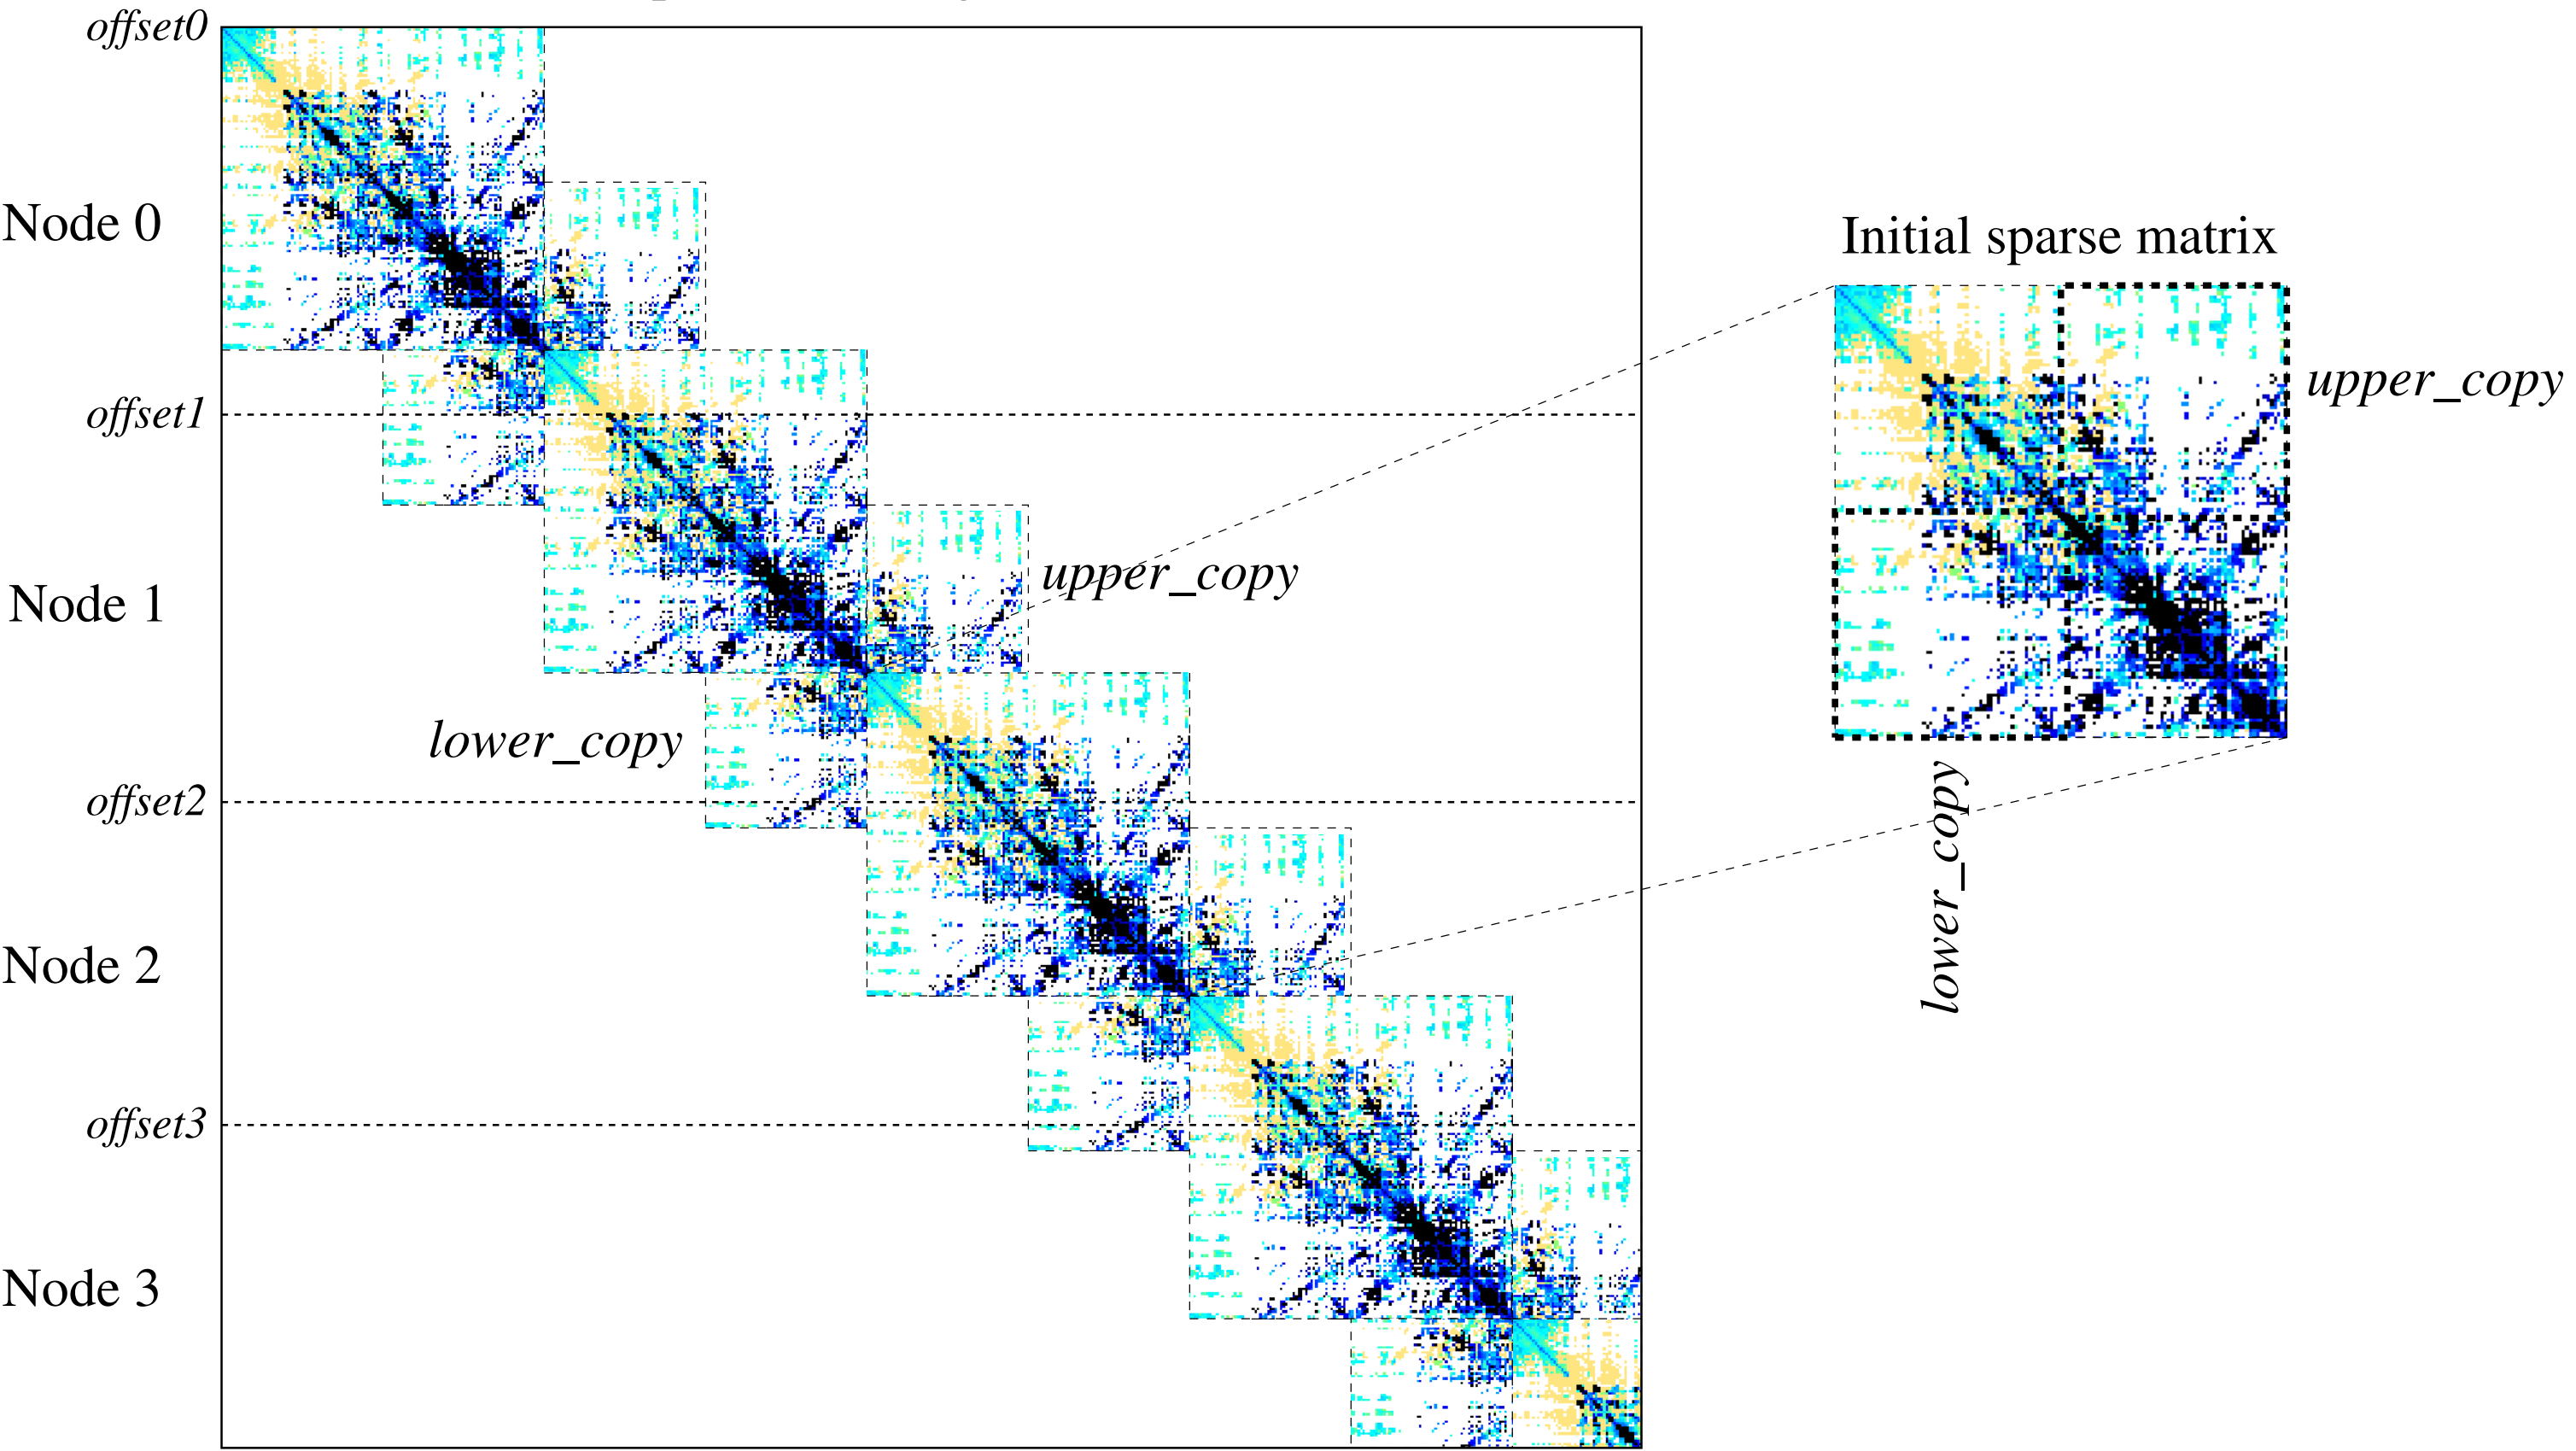 offset0
Node 0
Initial sparse matrix
upper_copy
offset1
upper_copy
Node 1
lower_copy
offset2
lower_copy
Node 2
offset3
Node 3